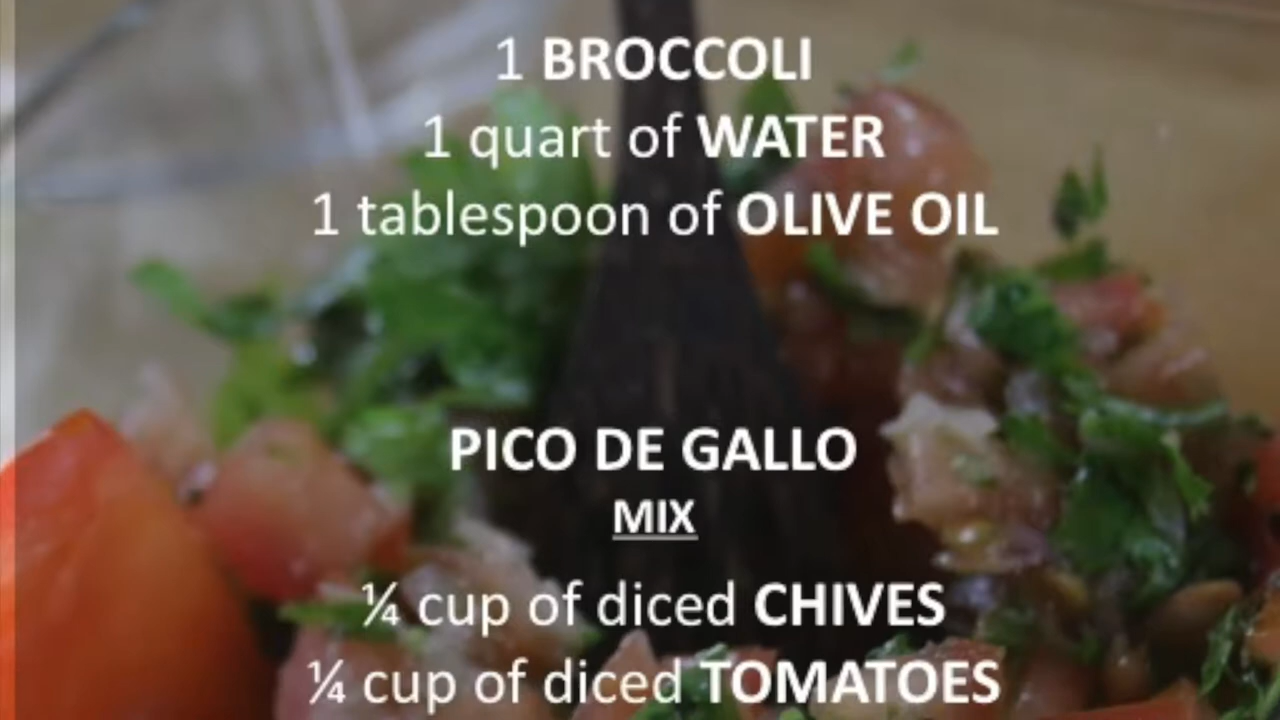 1 BROCCOLI
1 quart of WATER
1 tablespoon of OLIVE OIL
PICO DE GALLO
MIX
¼ cup of diced CHIVES
¼ cup of diced TOMATOES